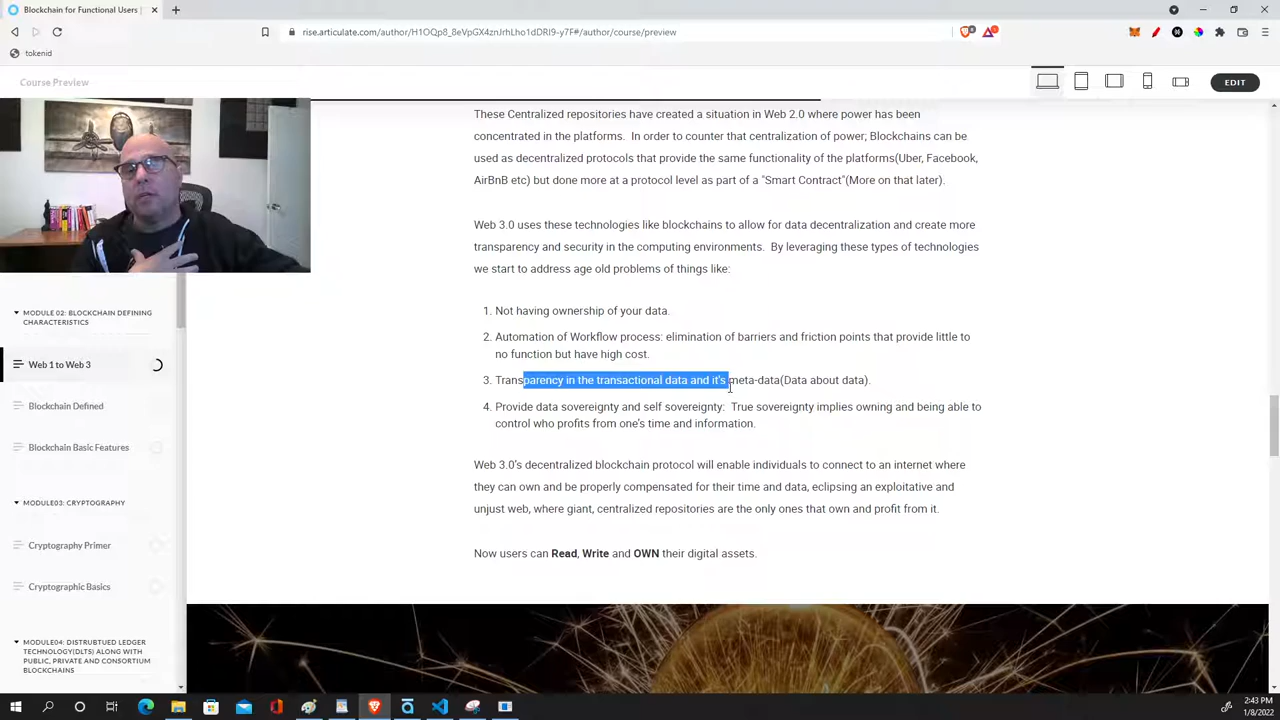 Blockchain for Functional Users |
rise.articulate.com/author/H1OQp8_8eVpGX4znJrhLho1dDRI9-y7F#/author/course/preview
tokenid
Course Preview
EDIT
These Centralized repositories have created a situation in Web 2.0 where power has been
concentrated in the platforms. In order to counter that centralization of power; Blockchains can be
used as decentralized protocols that provide the same functionality of the platforms(Uber, Facebook,
AirBnB etc) but done more at a protocol level as part of a "Smart Contract"(More on that later).
Web 3.0 uses these technologies like blockchains to allow for data decentralization and create more
transparency and security in the computing environments. By leveraging these types of technologies
we start to address age old problems of things like:
1. Not having ownership of your data.
2. Automation of Workflow process: elimination of barriers and friction points that provide little to
no function but have high cost.
3. Transparency in the transactional data and it's meta-data(Data about data).
4. Provide data sovereignty and self sovereignty: True sovereignty implies owning and being able to
control who profits from one's time and information.
Web 3.0's decentralized blockchain protocol will enable individuals to connect to an internet where
they can own and be properly compensated for their time and data, eclipsing an exploitative and
unjust web, where giant, centralized repositories are the only ones that own and profit from it.
Now users can Read, Write and OWN their digital assets.
MODULE 02: BLOCKCHAIN DEFINING
CHARACTERISTICS
Web 1 to Web 3
Blockchain Defined
Blockchain Basic Features
MODULE03: CRYPTOGRAPHY
Cryptography Primer
Cryptographic Basics
MODULE04: DISTRUBTUED LEDGER
TECHNOLOGY(DLTS) ALONG WITH
PUBLIC, PRIVATE AND CONSORTIUM
BLOCKCHAINS
2:43 PM
1/8/2022